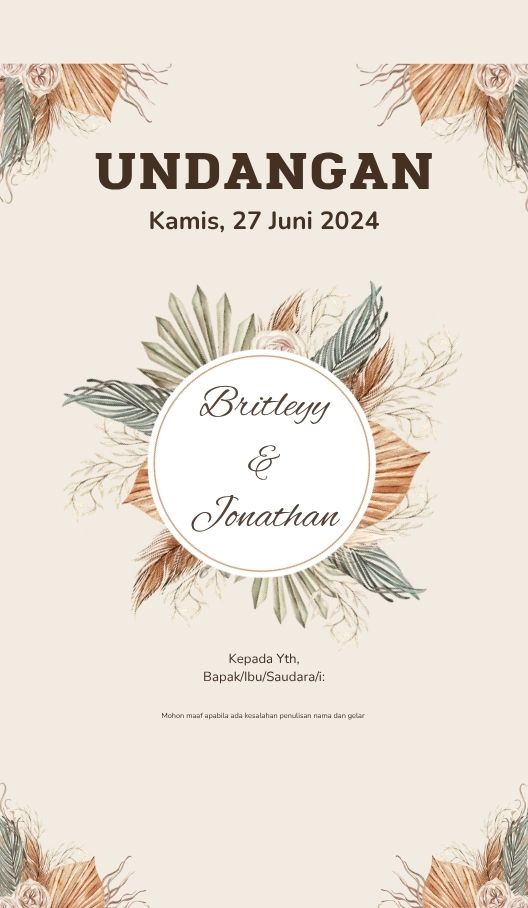 UNDANGAN
Kamis, 27 Juni 2024
Britleyy
&
Jonathan
Kepada Yth,
Bapak/Ibu/Saudara/i:
Mohon maaf apabila ada kesalahan penulisan nama dan gelar